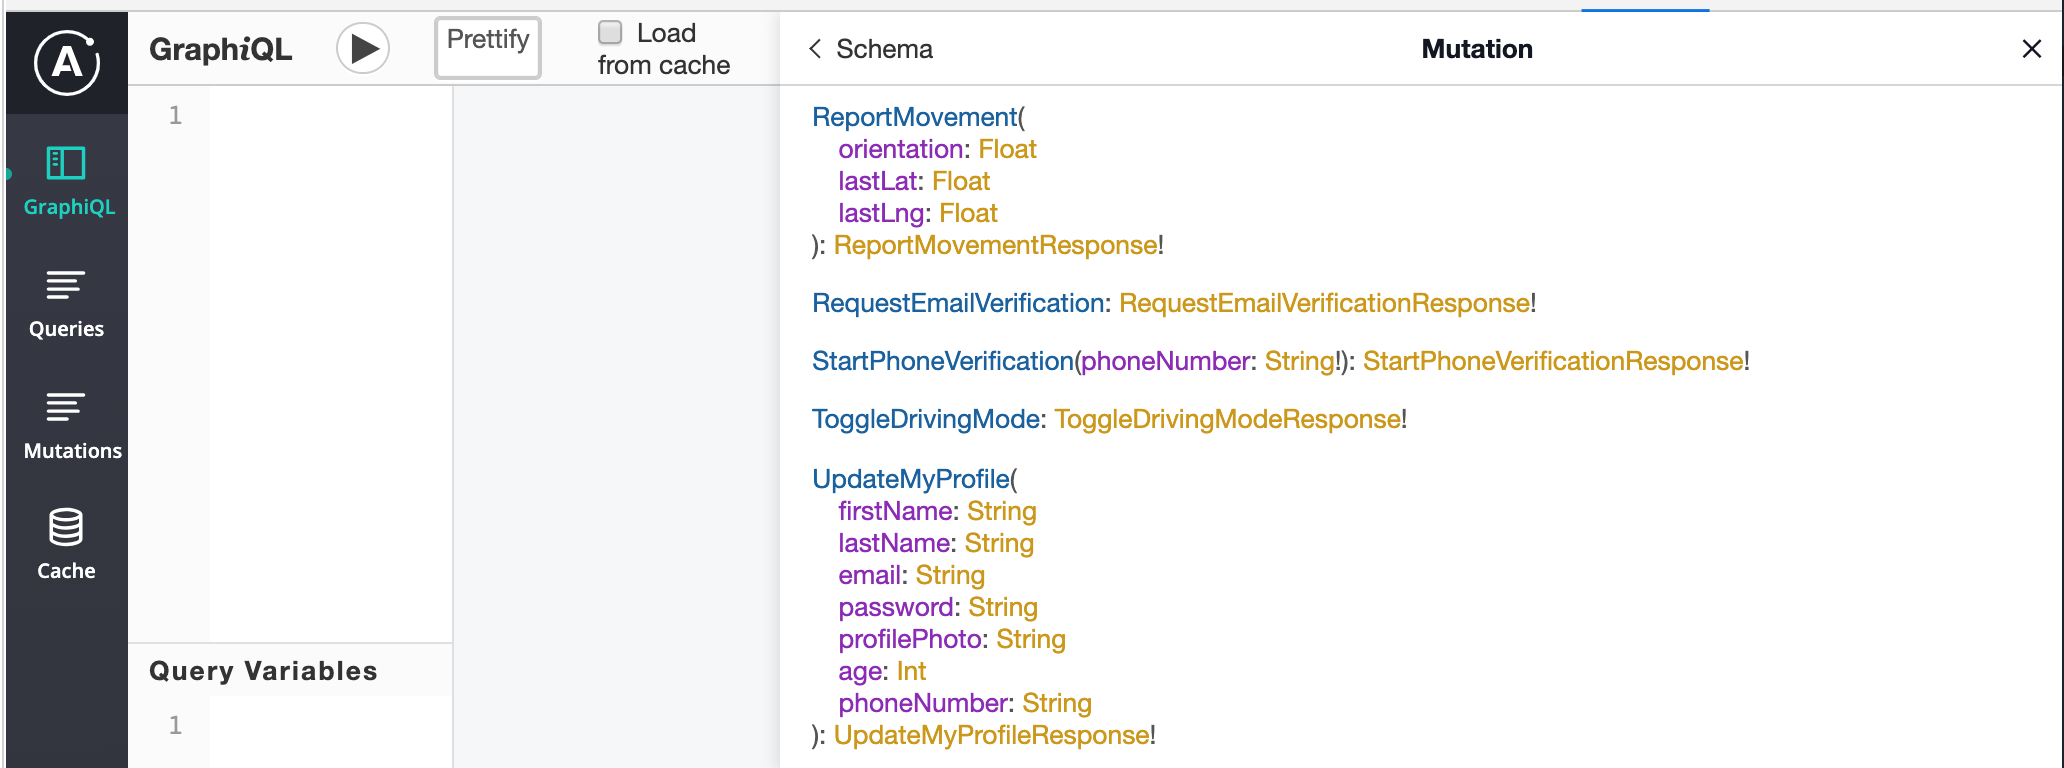 A
GraphiQL
Prettify
Load
from cache
Schema
Mutation
GraphiQL
Queries
Mutations
Cache
1
Query Variables
1
ReportMovement(
orientation: Float
lastLat: Float
lastLng: Float
): ReportMovementResponse!
RequestEmailVerification: RequestEmailVerificationResponse!
StartPhoneVerification(phoneNumber: String!): StartPhoneVerificationResponse!
ToggleDrivingMode: ToggleDrivingModeResponse!
UpdateMyProfile(
firstName: String
lastName: String
email: String
password: String
profilePhoto: String
age: Int
phoneNumber: String
): UpdateMyProfileResponse!